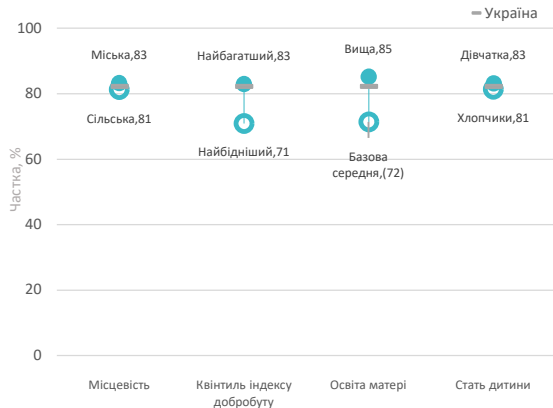 Україна
100
80
60
40
20
0
Частка, %
Міська,83
Сільська,81
Найбагатший,83
Найбідніший,71
Вища,85
Базова
середня,(72)
Дівчатка,83
Хлопчики,81
Місцевість
Квінтиль індексу
добробуту
Освіта матері
Стать дитини